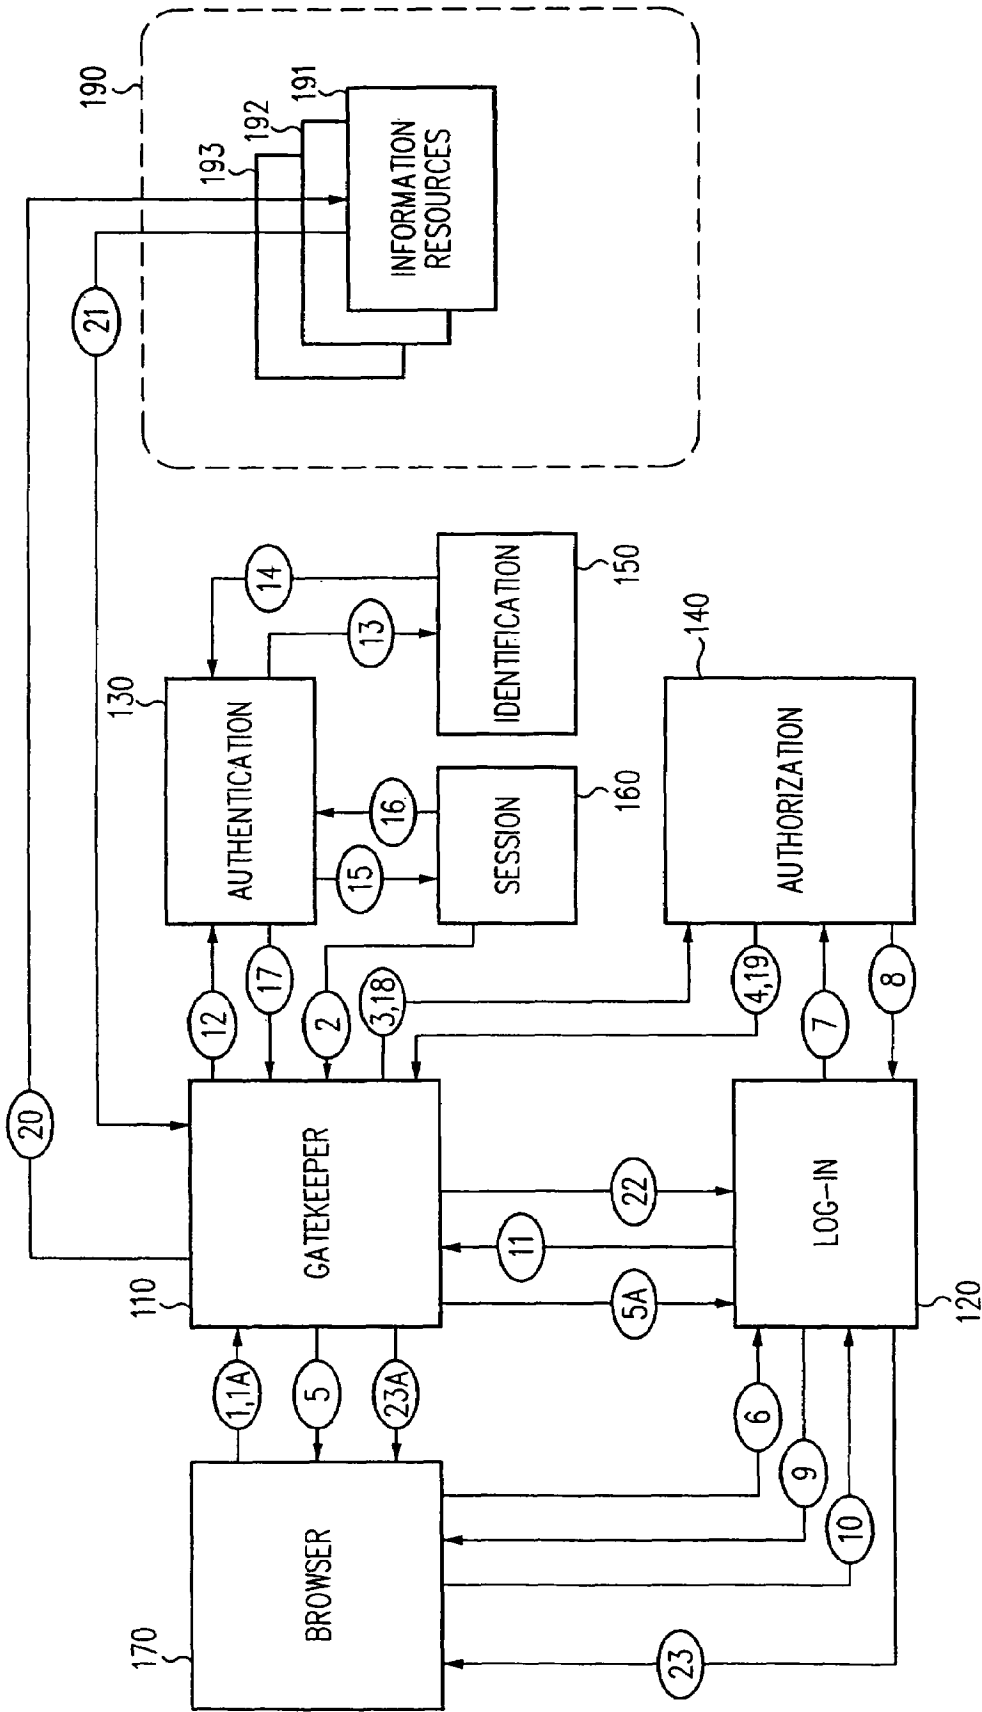 190
193
192
191
INFORMATION
RESOURCES
20
21
14
13
130
AUTHENTICATION
IDENTIFICATION
150
16
15
SESSION
160
140
AUTHORIZATION
12
17
2
3,18
4,19
7
8
110
GATEKEEPER
22
11
5A
LOG-IN
120
1,1A
5
23A
6
9
10
23
170
BROWSER